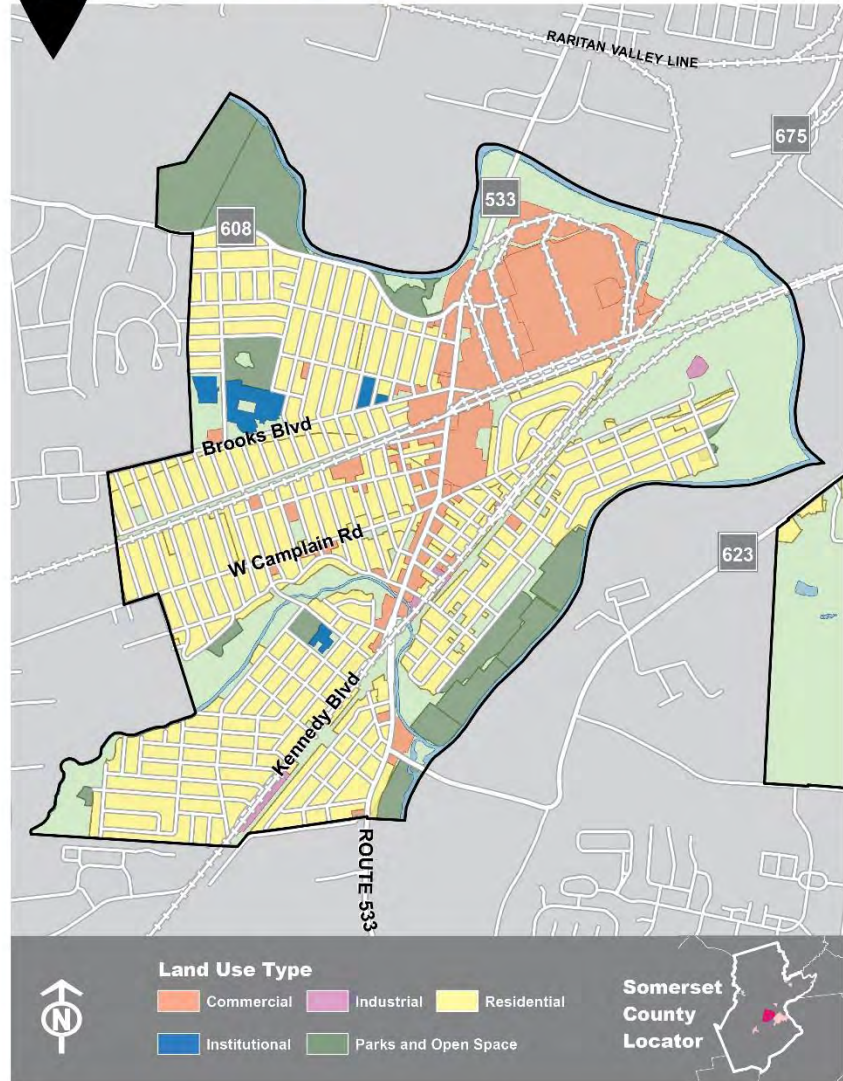 RARITAN VALLEY LINE
675
533
608
Brooks Blvd
W Camplain Rd
623
Kennedy Blvd
ROUTE 533
N
Land Use Type
Commercial
Industrial
Residential
Institutional
Parks and Open Space
Somerset
County
Locator